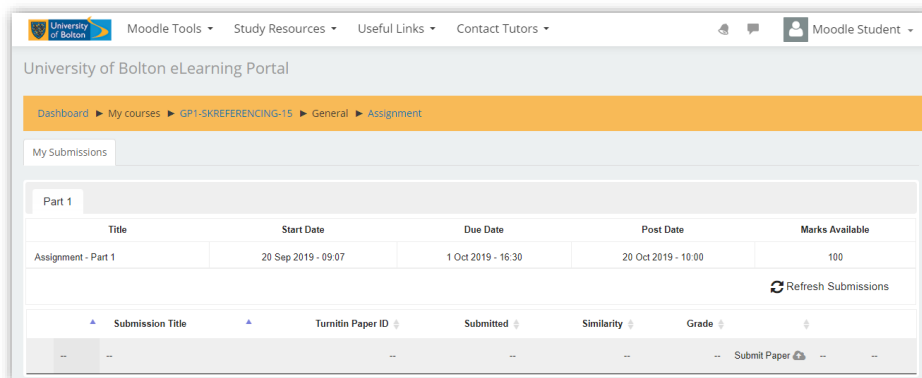 University of Bolton Moodle Tools Study Resources Useful Links Contact Tutors Moodle Student
University of Bolton eLearning Portal
Dashboard ► My courses ► GP1-SKREFERENCING-15 ► General ► Assignment
My Submissions
Part 1
Title Start Date Due Date Post Date Marks Available
Assignment - Part 1 20 Sep 2019 - 09:07 1 Oct 2019 - 16:30 20 Oct 2019 - 10:00 100
Refresh Submissions
Submission Title Turnitin Paper ID Submitted Similarity Grade
-- -- -- -- -- -- Submit Paper -- --